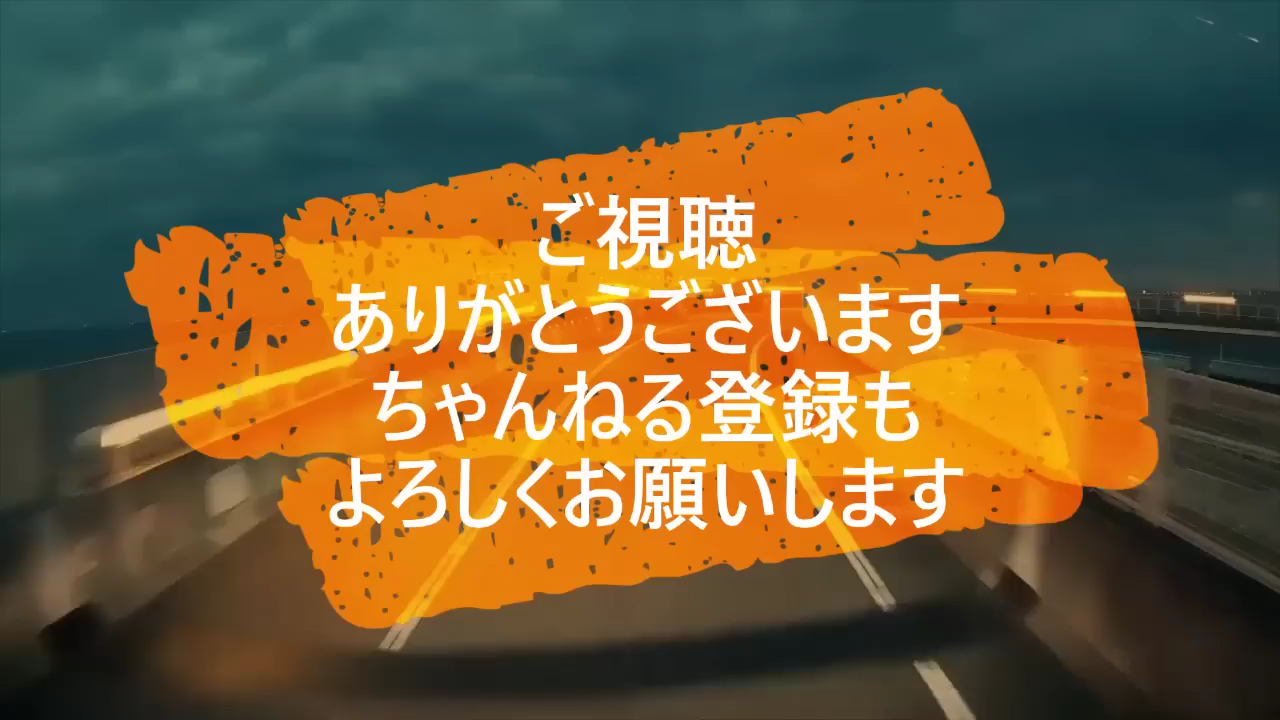 ご視聴
ありがとうございます
ちゃんねる登録も
よろしくお願いします